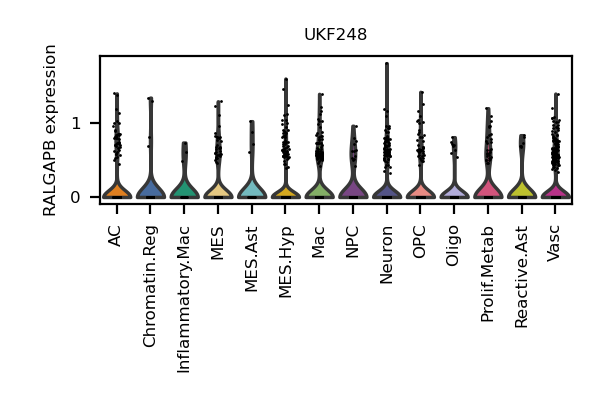 UKF248
RALGAPB expression
1
0
AC
Chromatin.Reg
Inflammatory.Mac
MES
MES.Ast
MES.Hyp
Mac
NPC
Neuron
OPC
Oligo
Prolif.Metab
Reactive.Ast
Vasc